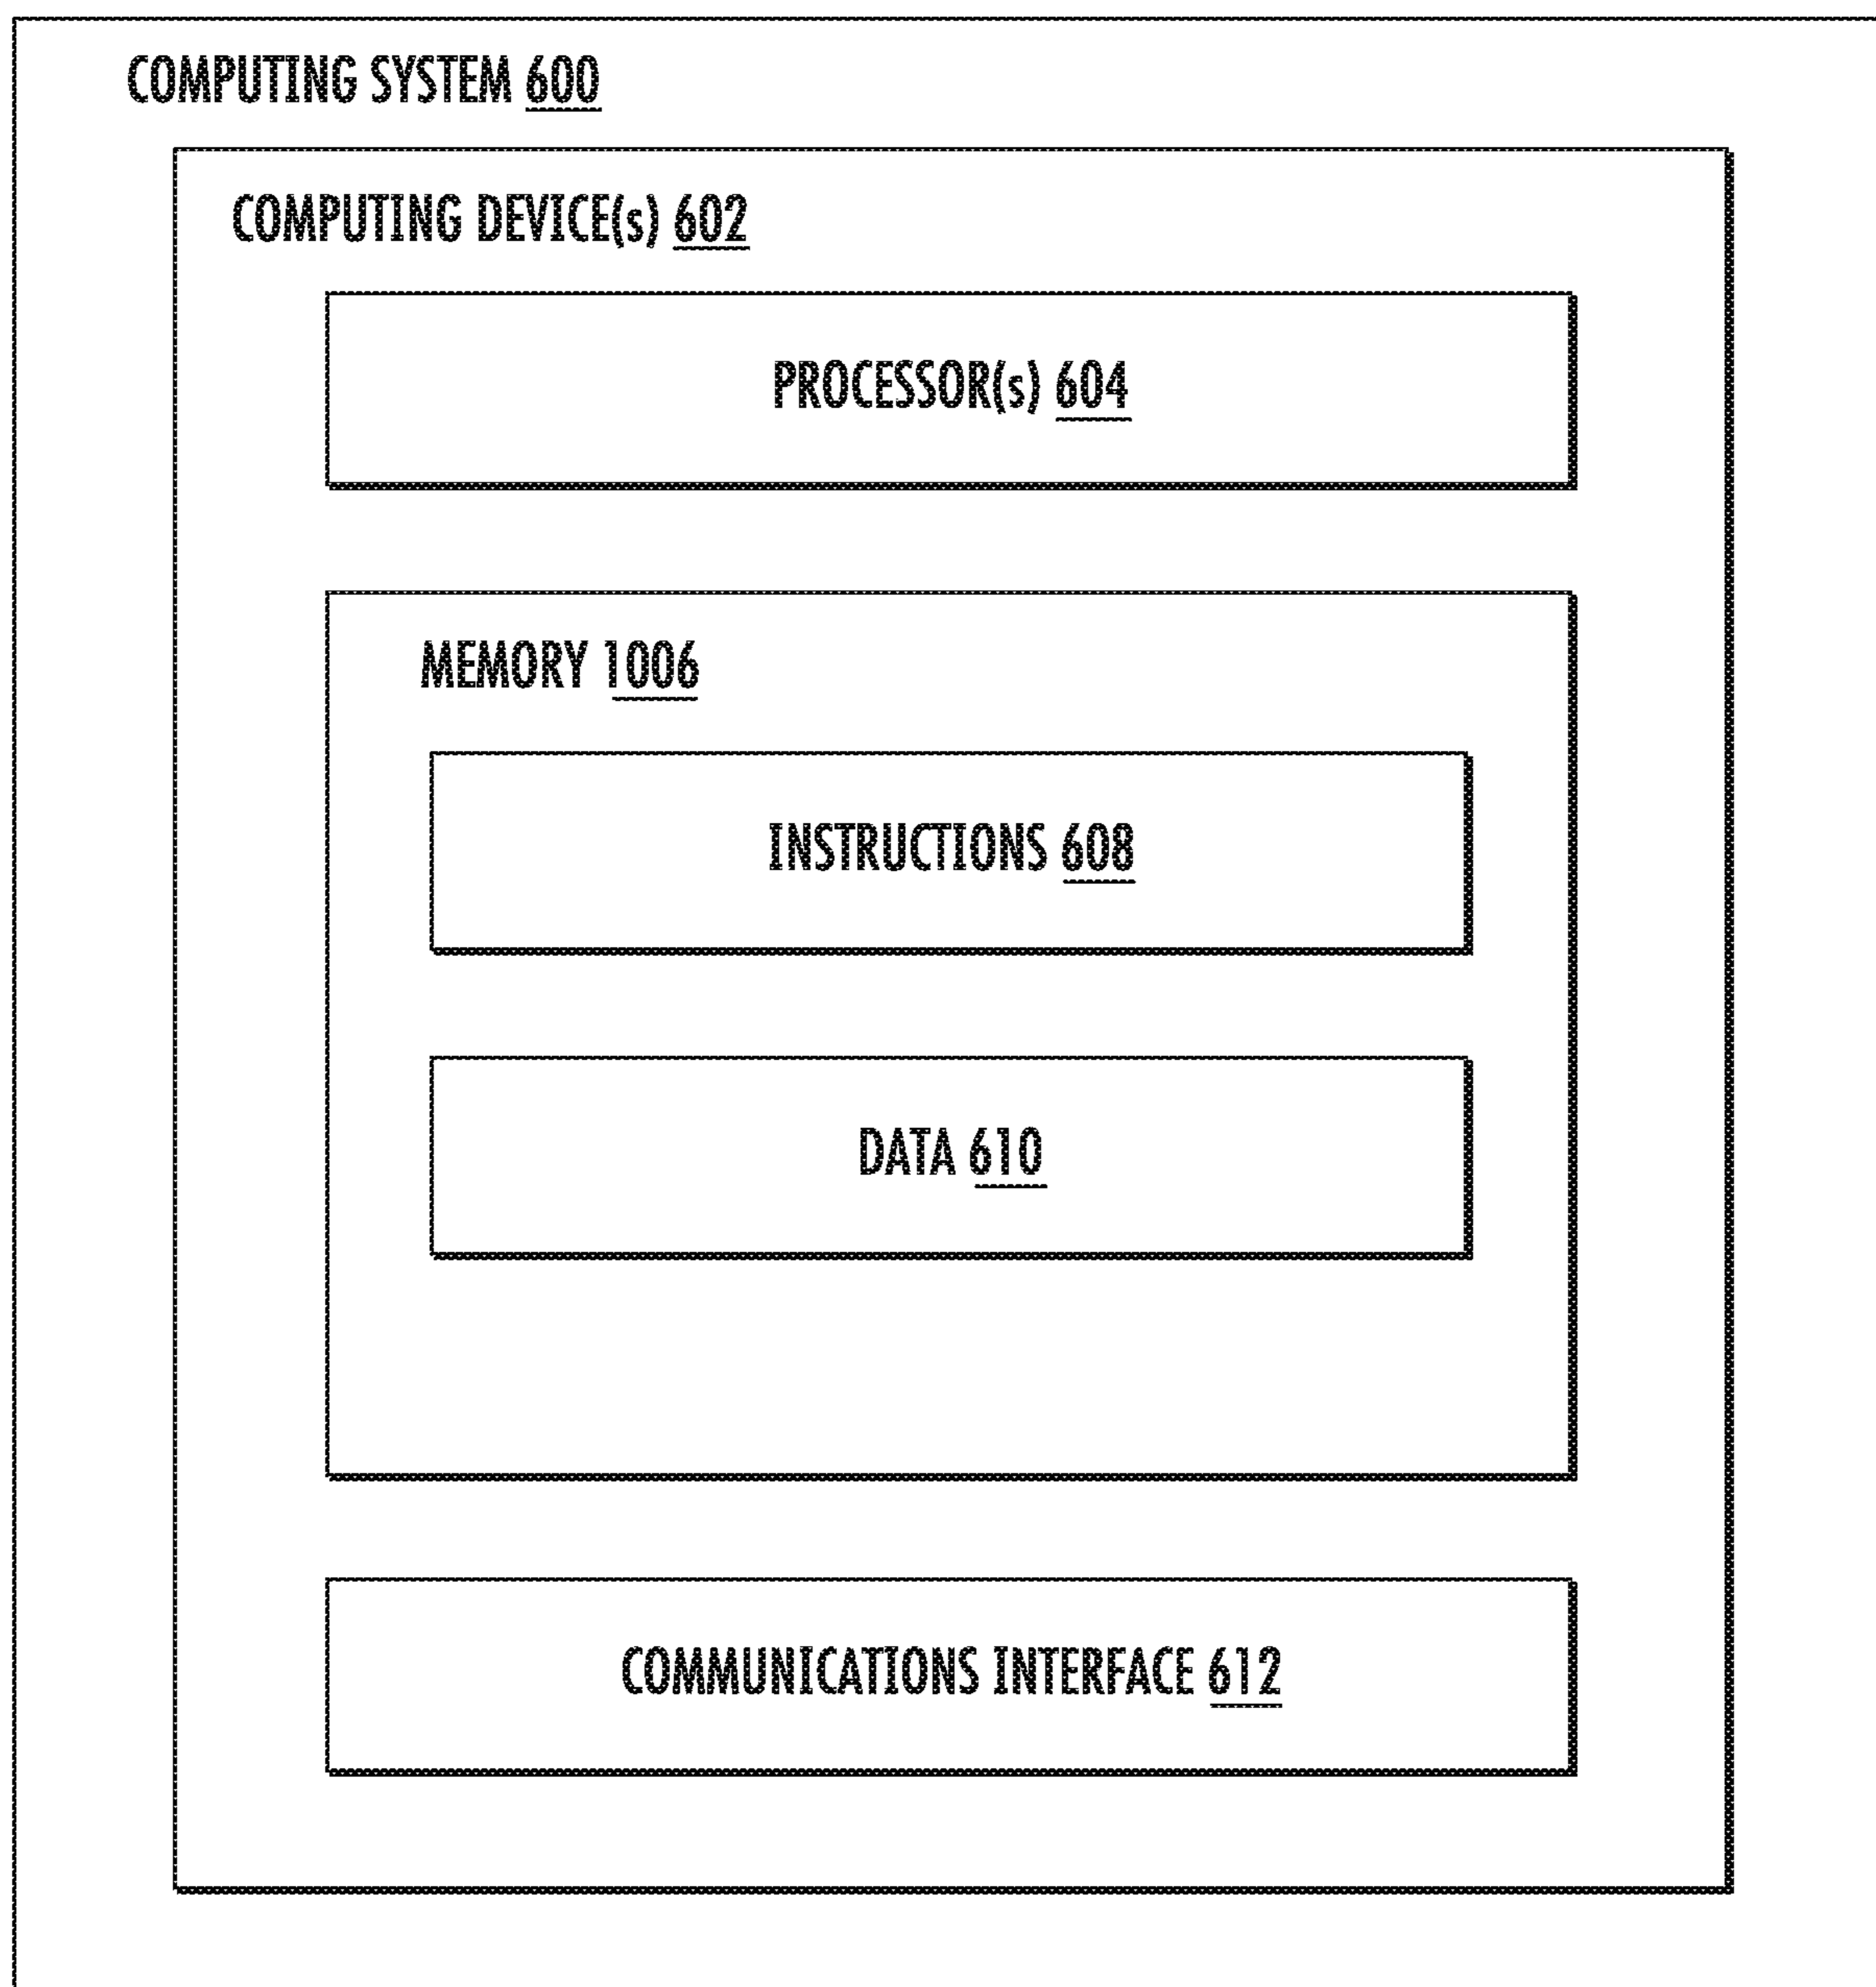 COMPUTING SYSTEM 600
COMPUTING DEVICE(s) 602
PROCESSOR(s) 604
MEMORY 1006
INSTRUCTIONS 608
DATA 610
COMMUNICATIONS INTERFACE 612